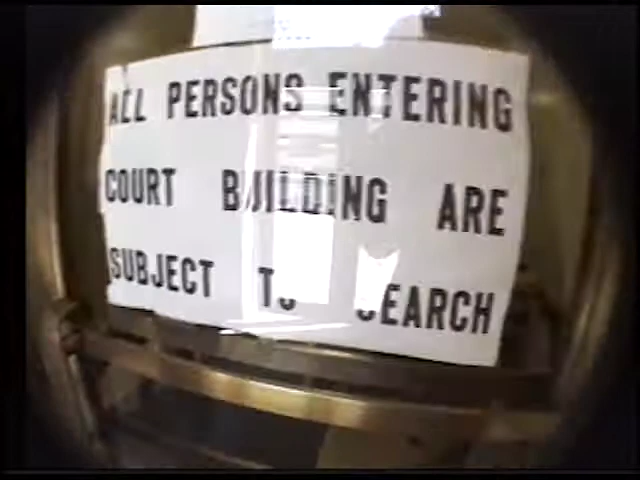 ALL PERSONS ENTERING
COURT BUILDING ARE
SUBJECT TO SEARCH